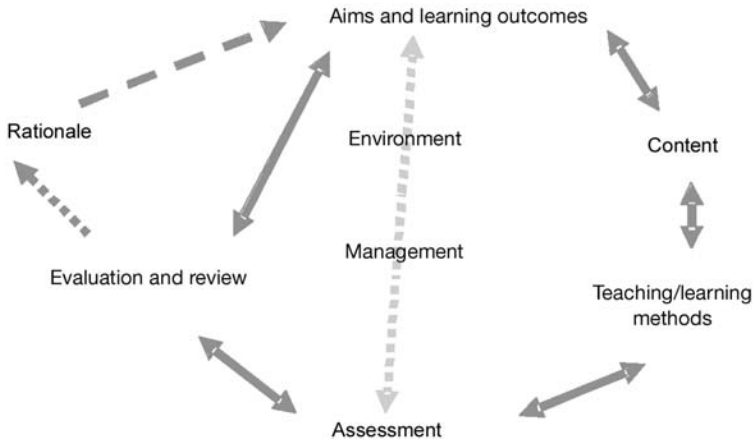 Aims and learning outcomes
Rationale
Environment
Content
Management
Evaluation and review
Teaching/learning
methods
Assessment